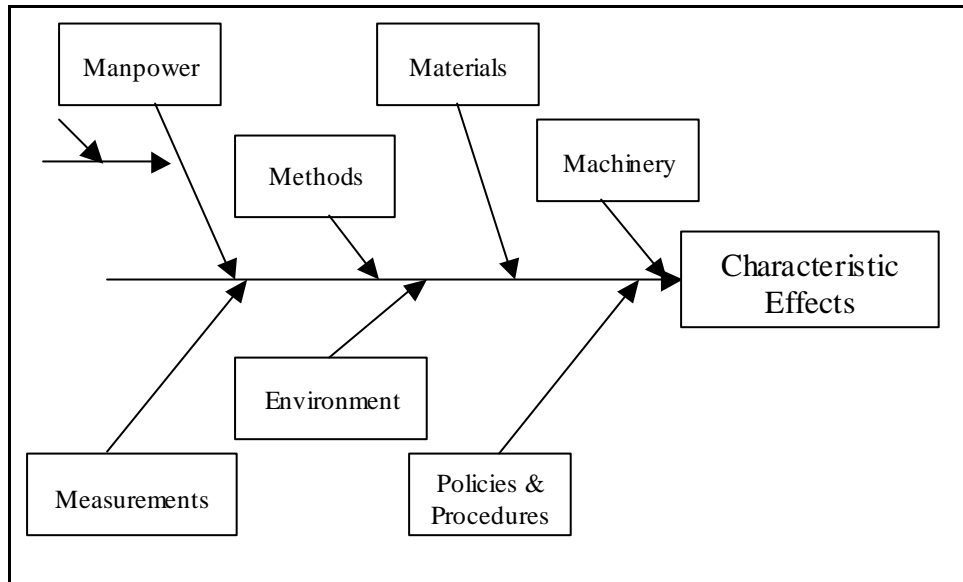 Manpower
Materials
Methods
Machinery
Characteristic
Effects
Environment
Measurements
Policies &
Procedures